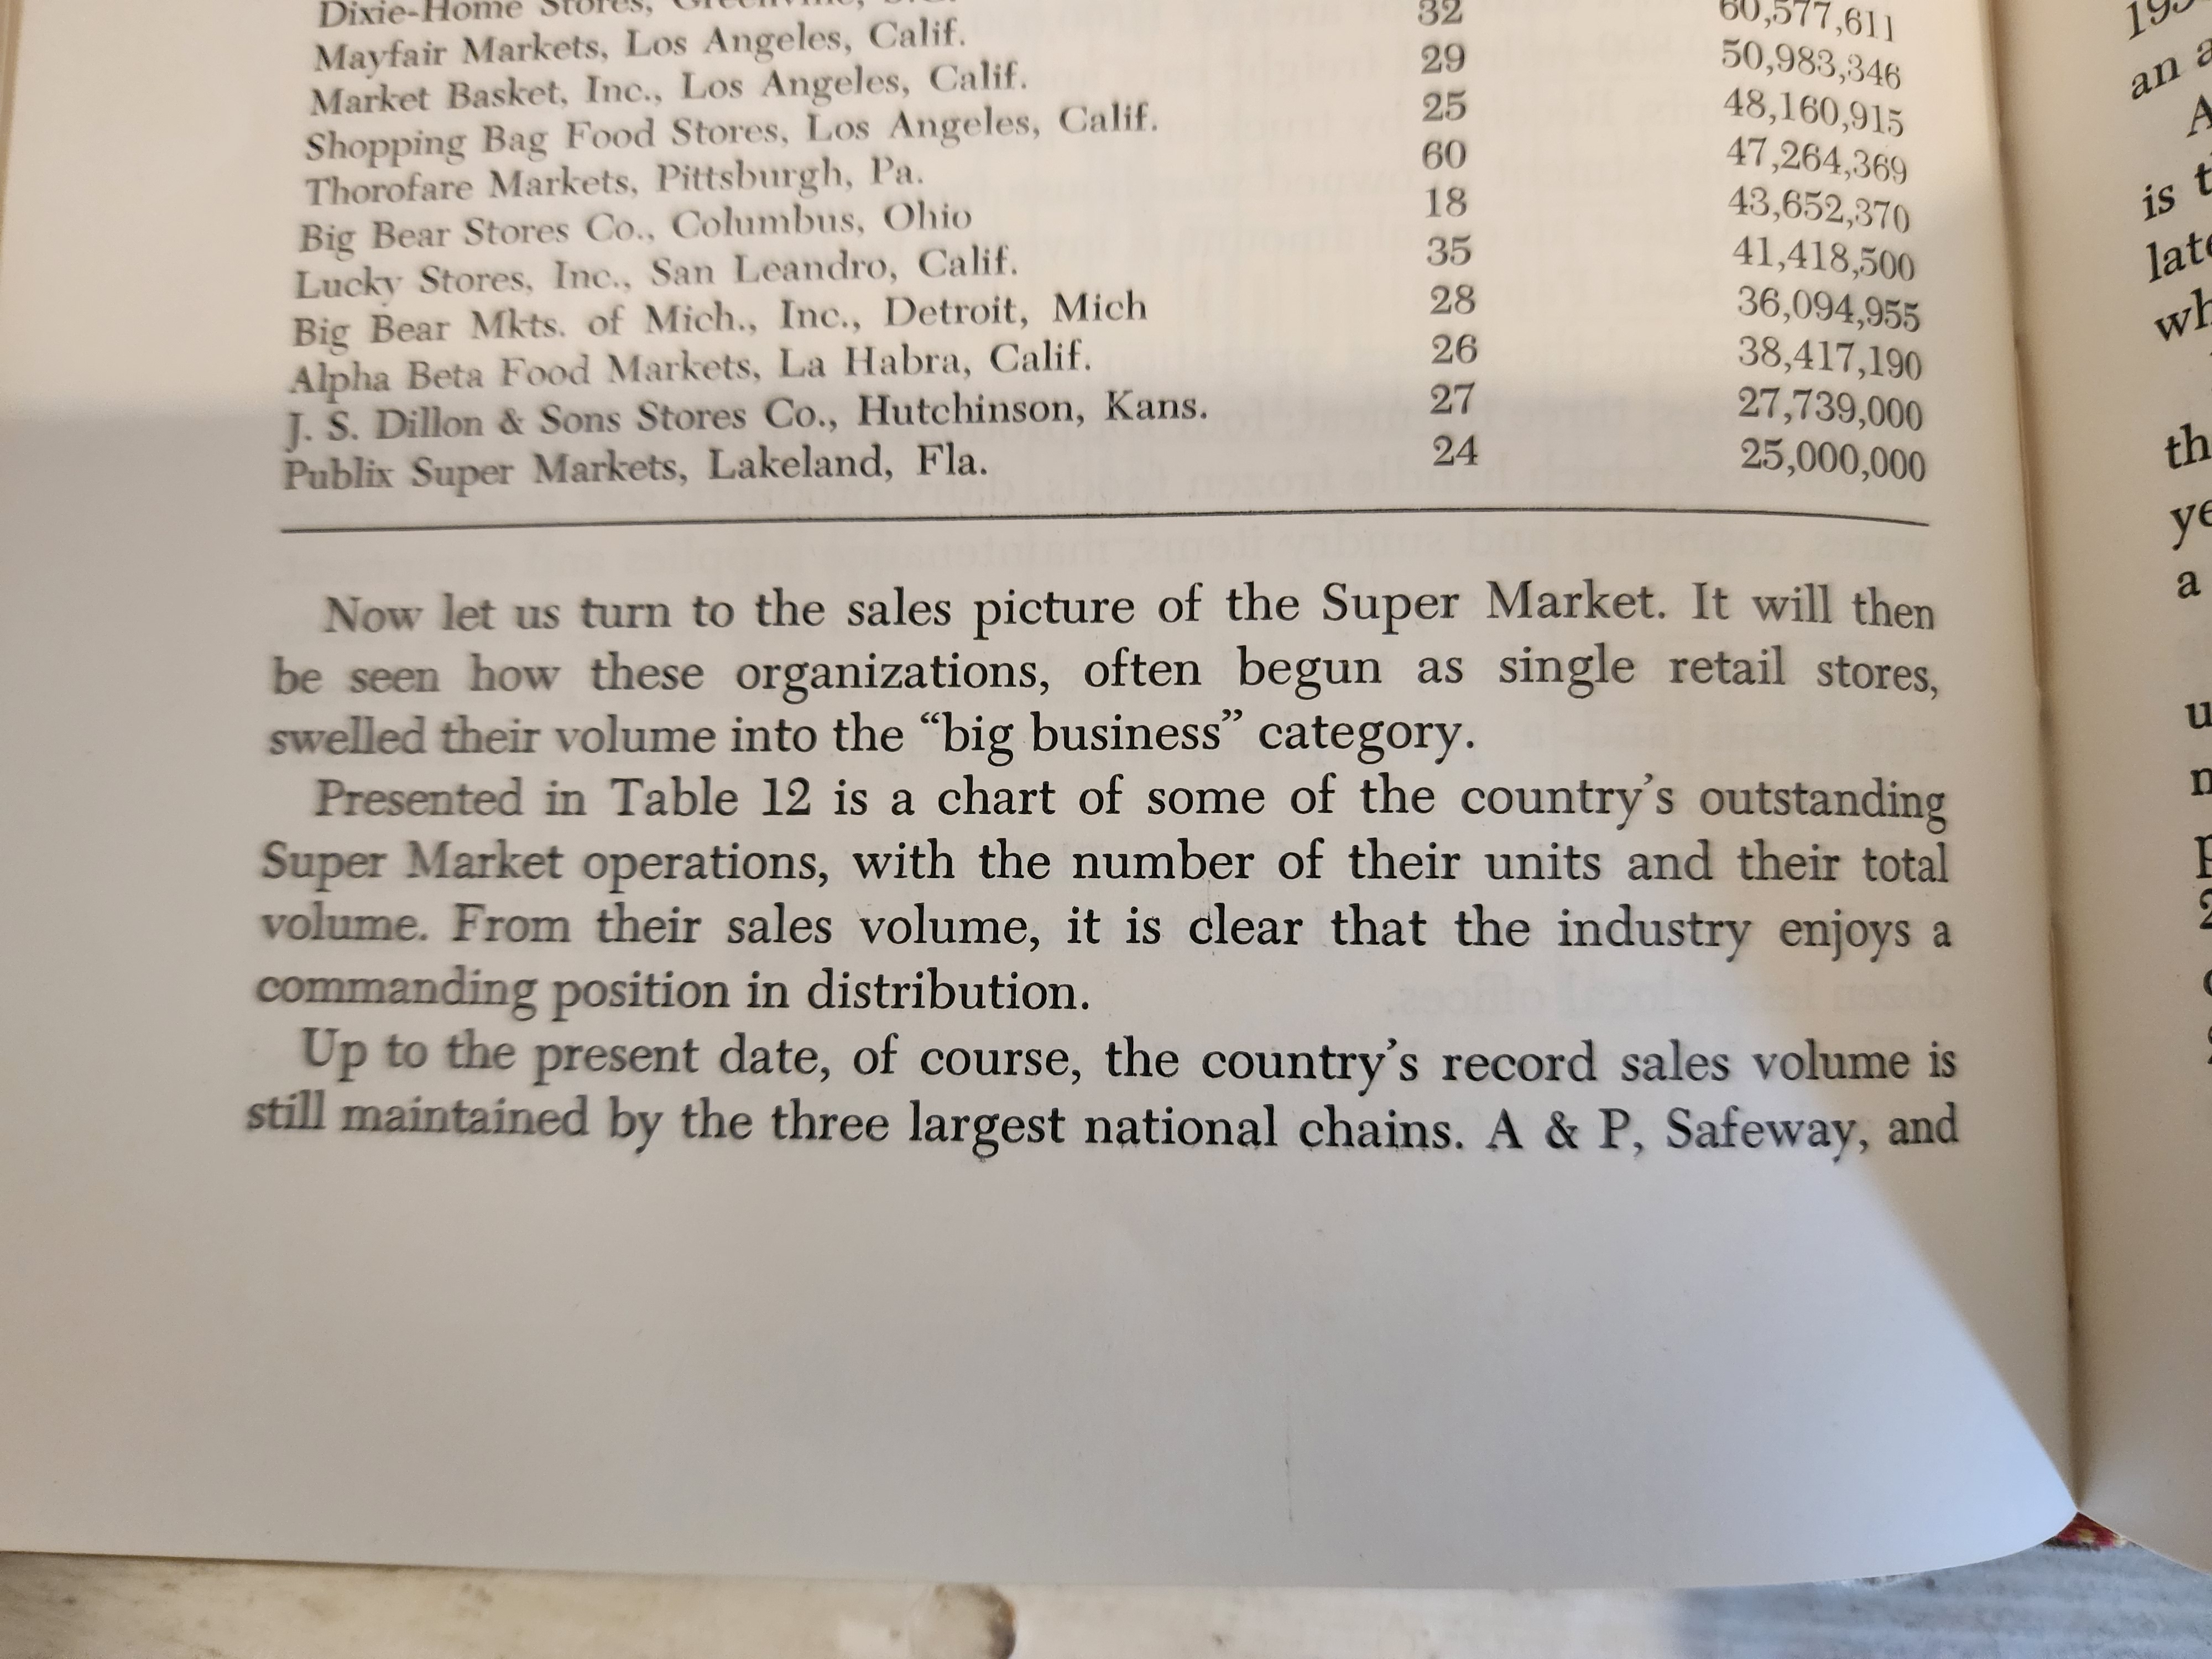 Dixie-Home Stores, Greenville, S.C.
Mayfair Markets, Los Angeles, Calif. 32 60,577,611
Market Basket, Inc., Los Angeles, Calif. 29 50,983,346
Shopping Bag Food Stores, Los Angeles, Calif. 25 48,160,915
Thorofare Markets, Pittsburgh, Pa. 60 47,264,369
Big Bear Stores Co., Columbus, Ohio 18 43,652,370
Lucky Stores, Inc., San Leandro, Calif. 35 41,418,500
Big Bear Mkts. of Mich., Inc., Detroit, Mich 28 36,094,955
Alpha Beta Food Markets, La Habra, Calif. 26 38,417,190
J. S. Dillon & Sons Stores Co., Hutchinson, Kans. 27 27,739,000
Publix Super Markets, Lakeland, Fla. 24 25,000,000
Now let us turn to the sales picture of the Super Market. It will then
be seen how these organizations, often begun as single retail stores,
swelled their volume into the “big business” category.
Presented in Table 12 is a chart of some of the country’s outstanding
Super Market operations, with the number of their units and their total
volume. From their sales volume, it is clear that the industry enjoys a
commanding position in distribution.
Up to the present date, of course, the country’s record sales volume is
still maintained by the three largest national chains. A & P, Safeway, and
an
is
a